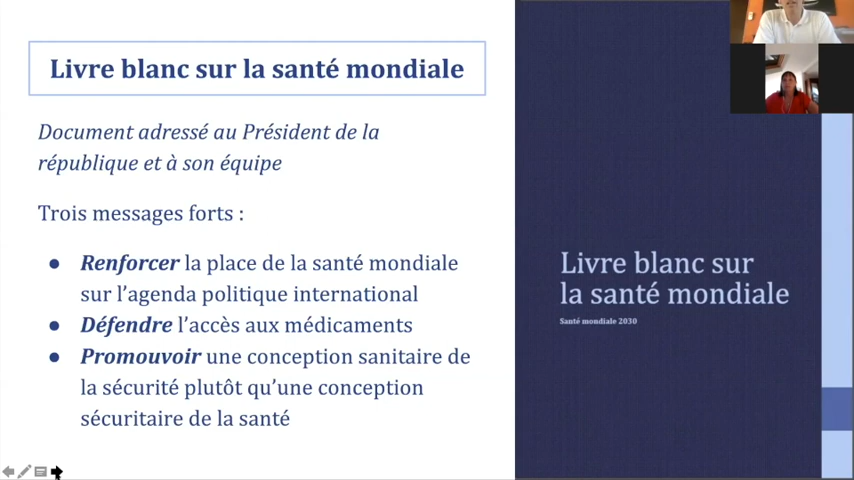 Livre blanc sur la santé mondiale
Document adressé au Président de la
république et à son équipe
Trois messages forts :
● Renforcer la place de la santé mondiale
sur l’agenda politique international
● Défendre l’accès aux médicaments
● Promouvoir une conception sanitaire de
la sécurité plutôt qu’une conception
sécuritaire de la santé
Livre blanc sur
la santé mondiale
Santé mondiale 2030